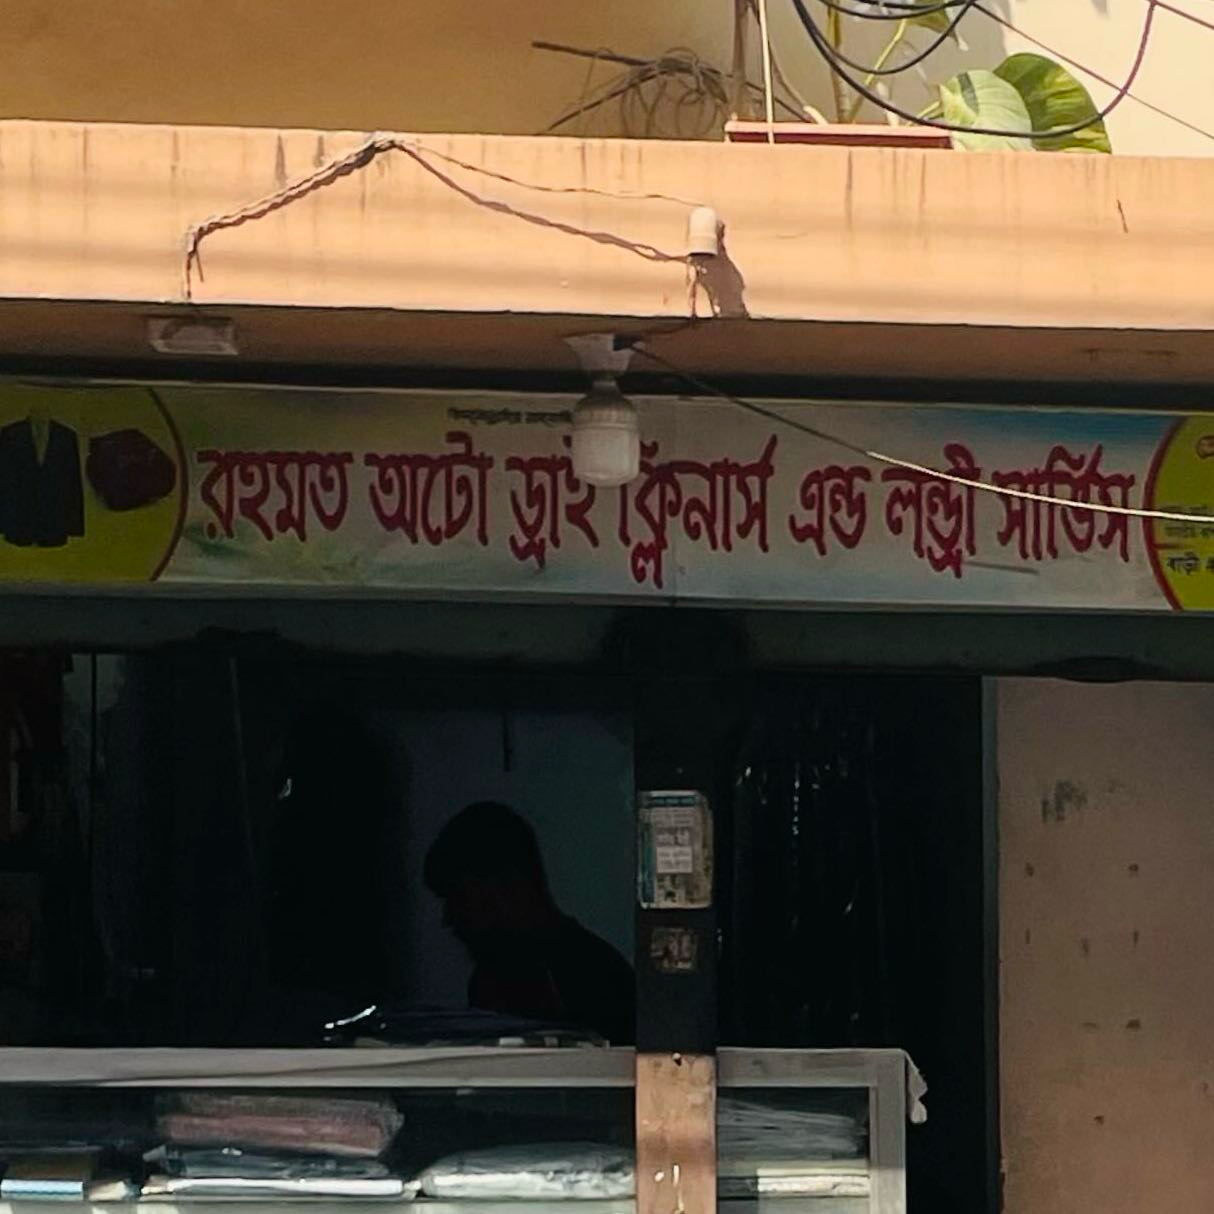 রহমত অটো ড্রাই ক্লিনার্স এন্ড লন্ড্রী সার্ভিস
বাড়ী